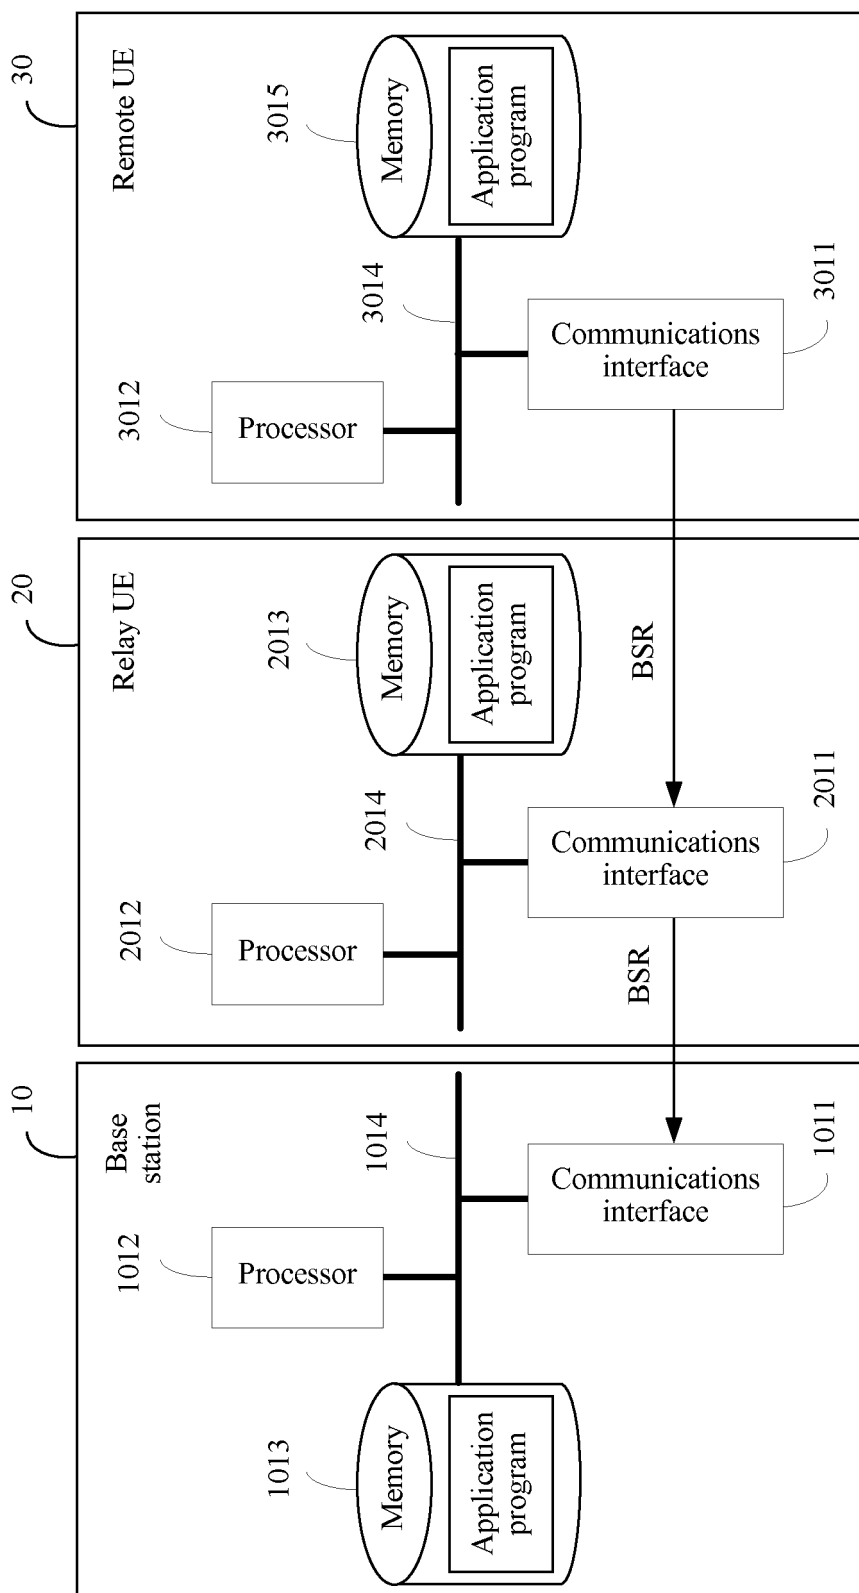 10
Base
station
1012
Processor
1013
Memory
Application
program
1014
Communications
interface
1011
BSR
20
Relay UE
2012
Processor
2013
Memory
Application
program
2014
Communications
interface
2011
BSR
30
Remote UE
3012
Processor
3015
Memory
Application
program
3014
Communications
interface
3011